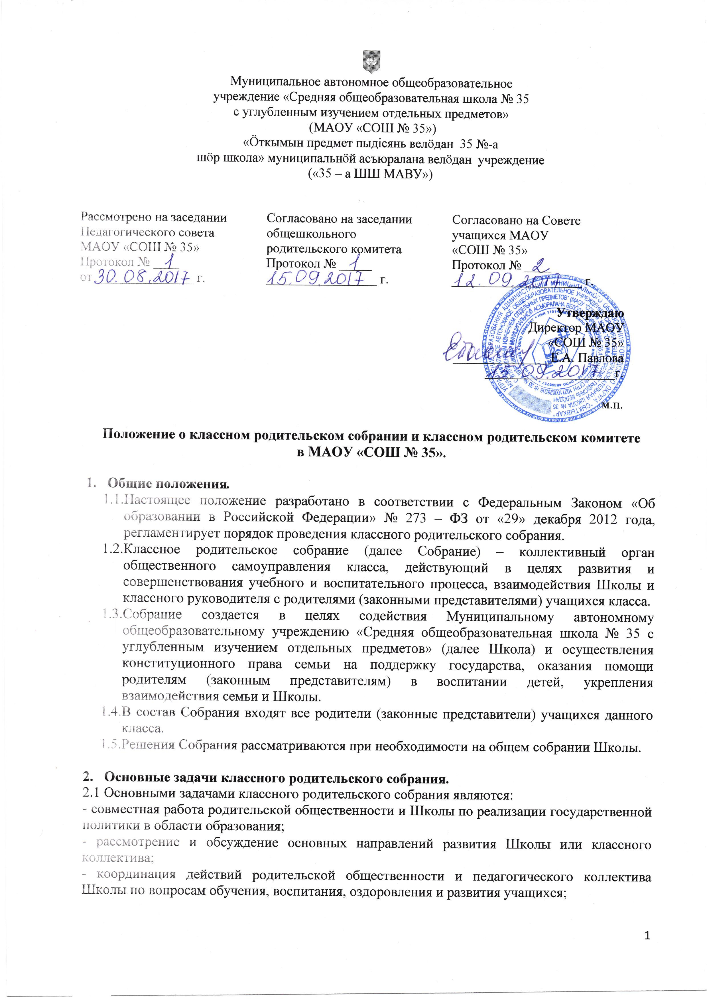 Муниципальное автономное общеобразовательное
учреждение «Средняя общеобразовательная школа № 35
с углубленным изучением отдельных предметов»
(МАОУ «СОШ № 35»)
«Öткымын предмет пыдiсянь велöдан 35 №-а
шöр школа» муниципальнöй асъюралана велöдан учреждение
(«35 – а ШШ МАВУ»)
Рассмотрено на заседании
Педагогического совета
МАОУ «СОШ № 35»
Протокол № 1
от 30.08.2017 г.
Согласовано на заседании
общешкольного
родительского комитета
Протокол № 1
15.09.2017 г.
Согласовано на Совете
учащихся МАОУ
«СОШ № 35»
Протокол № 2
12.09.2017 г.
Утверждаю
Директор МАОУ
«СОШ № 35»
Е.А. Павлова
15.09.2017 г.
м.п.
Положение о классном родительском собрании и классном родительском комитете
в МАОУ «СОШ № 35».
1. Общие положения.
1.1.Настоящее положение разработано в соответствии с Федеральным Законом «Об
образовании в Российской Федерации» № 273 – ФЗ от «29» декабря 2012 года,
регламентирует порядок проведения классного родительского собрания.
1.2.Классное родительское собрание (далее Собрание) – коллективный орган
общественного самоуправления класса, действующий в целях развития и
совершенствования учебного и воспитательного процесса, взаимодействия Школы и
классного руководителя с родителями (законными представителями) учащихся класса.
1.3.Собрание создается в целях содействия Муниципальному автономному
общеобразовательному учреждению «Средняя общеобразовательная школа № 35 с
углубленным изучением отдельных предметов» (далее Школа) и осуществления
конституционного права семьи на поддержку государства, оказания помощи
родителям (законным представителям) в воспитании детей, укрепления
взаимодействия семьи и Школы.
1.4.В состав Собрания входят все родители (законные представители) учащихся данного
класса.
1.5.Решения Собрания рассматриваются при необходимости на общем собрании Школы.
2. Основные задачи классного родительского собрания.
2.1 Основными задачами классного родительского собрания являются:
- совместная работа родительской общественности и Школы по реализации государственной
политики в области образования;
- рассмотрение и обсуждение основных направлений развития Школы или классного
коллектива;
- координация действий родительской общественности и педагогического коллектива
Школы по вопросам обучения, воспитания, оздоровления и развития учащихся;
1